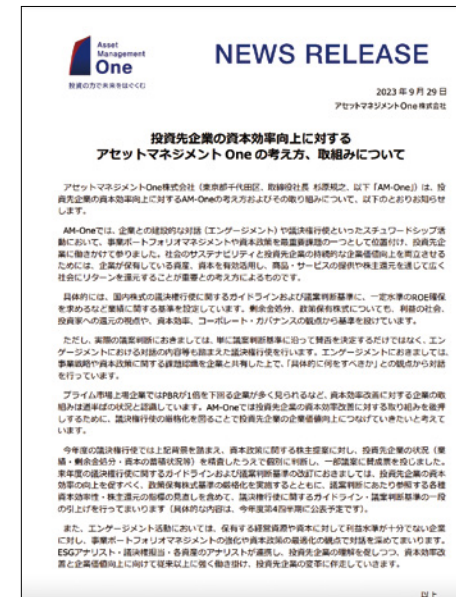 Asset
Management
One
投資の力で未来をはぐくむ
NEWS RELEASE
2023年9月29日
アセットマネジメントOne株式会社
投資先企業の資本効率向上に対する
アセットマネジメント One の考え方、取組みについて
アセットマネジメントOne株式会社（東京都千代田区、取締役社長 杉原規之、以下「AM-One」）は、投
資先企業の資本効率向上に対するAM-Oneの考え方およびその取り組みについて、以下のとおりお知らせ
します。
AM-Oneでは、企業との建設的な対話（エンゲージメント）や議決権行使といったスチュワードシップ活
動において、事業ポートフォリオマネジメントや資本政策を最重要課題の一つとして位置付け、投資先企
業に働きかけて参りました。社会のサステナビリティと投資先企業の持続的な企業価値向上を両立させる
ためには、企業が保有している資産、資本を有効活用し、商品・サービスの提供や株主還元を通じて広く
社会にリターンを還元することが重要との考え方によるものです。
具体的には、国内株式の議決権行使に関するガイドラインおよび議案判断基準に、一定水準のROE確保
を求めるなど業績に関する基準を設定しています。剰余金処分、政策保有株式についても、利益の社会、
投資家への還元の視点や、資本効率、コーポレート・ガバナンスの観点から基準を設けています。
ただし、実際の議案判断におきましては、単に議案判断基準に沿って賛否を決定するだけではなく、エン
ゲージメントにおける対話の内容等も踏まえた議決権行使を行います。エンゲージメントにおきましては、
事業戦略や資本政策に関する課題認識を企業と共有した上で、「具体的に何をすべきか」との観点から対話
を行っています。
プライム市場上場企業ではPBRが1倍を下回る企業が多く見られるなど、資本効率改善に対する企業の取
組みは道半ばの状況と認識しています。AM-Oneでは投資先企業の資本効率改善に対する取り組みを後押
しするために、議決権行使の厳格化を図ることで投資先企業の企業価値向上につなげていきたいと考えて
います。
今年度の議決権行使では上記背景を踏まえ、資本政策に関する株主提案に対し、投資先企業の状況（業
績・剰余金処分・資本の蓄積状況等）を精査したうえで個別に判断し、一部議案に賛成票を投じました。
来年度の議決権行使に関するガイドラインおよび議案判断基準の改訂におきましては、投資先企業の資本
効率の向上を促すべく、政策保有株式基準の厳格化を実施するとともに、議案判断にあたり参照する各種
資本効率性・株主還元の指標の見直しを含めて、議決権行使に関するガイドライン・議案判断基準の一段
の引上げを行ってまいります（具体的な内容は、今年度第4四半期に公表予定です）。
また、エンゲージメント活動においては、保有する経営資源や資本に対して利益水準が十分でない企業
に対し、事業ポートフォリオマネジメントの強化や資本政策の最適化の観点で対話を深めてまいります。
ESGアナリスト・議決権担当・各資産のアナリストが連携し、投資先企業の理解を促しつつ、資本効率改
善と企業価値向上に向けて従来以上に強く働き掛け、投資先企業の変革に伴走していきます。
以上